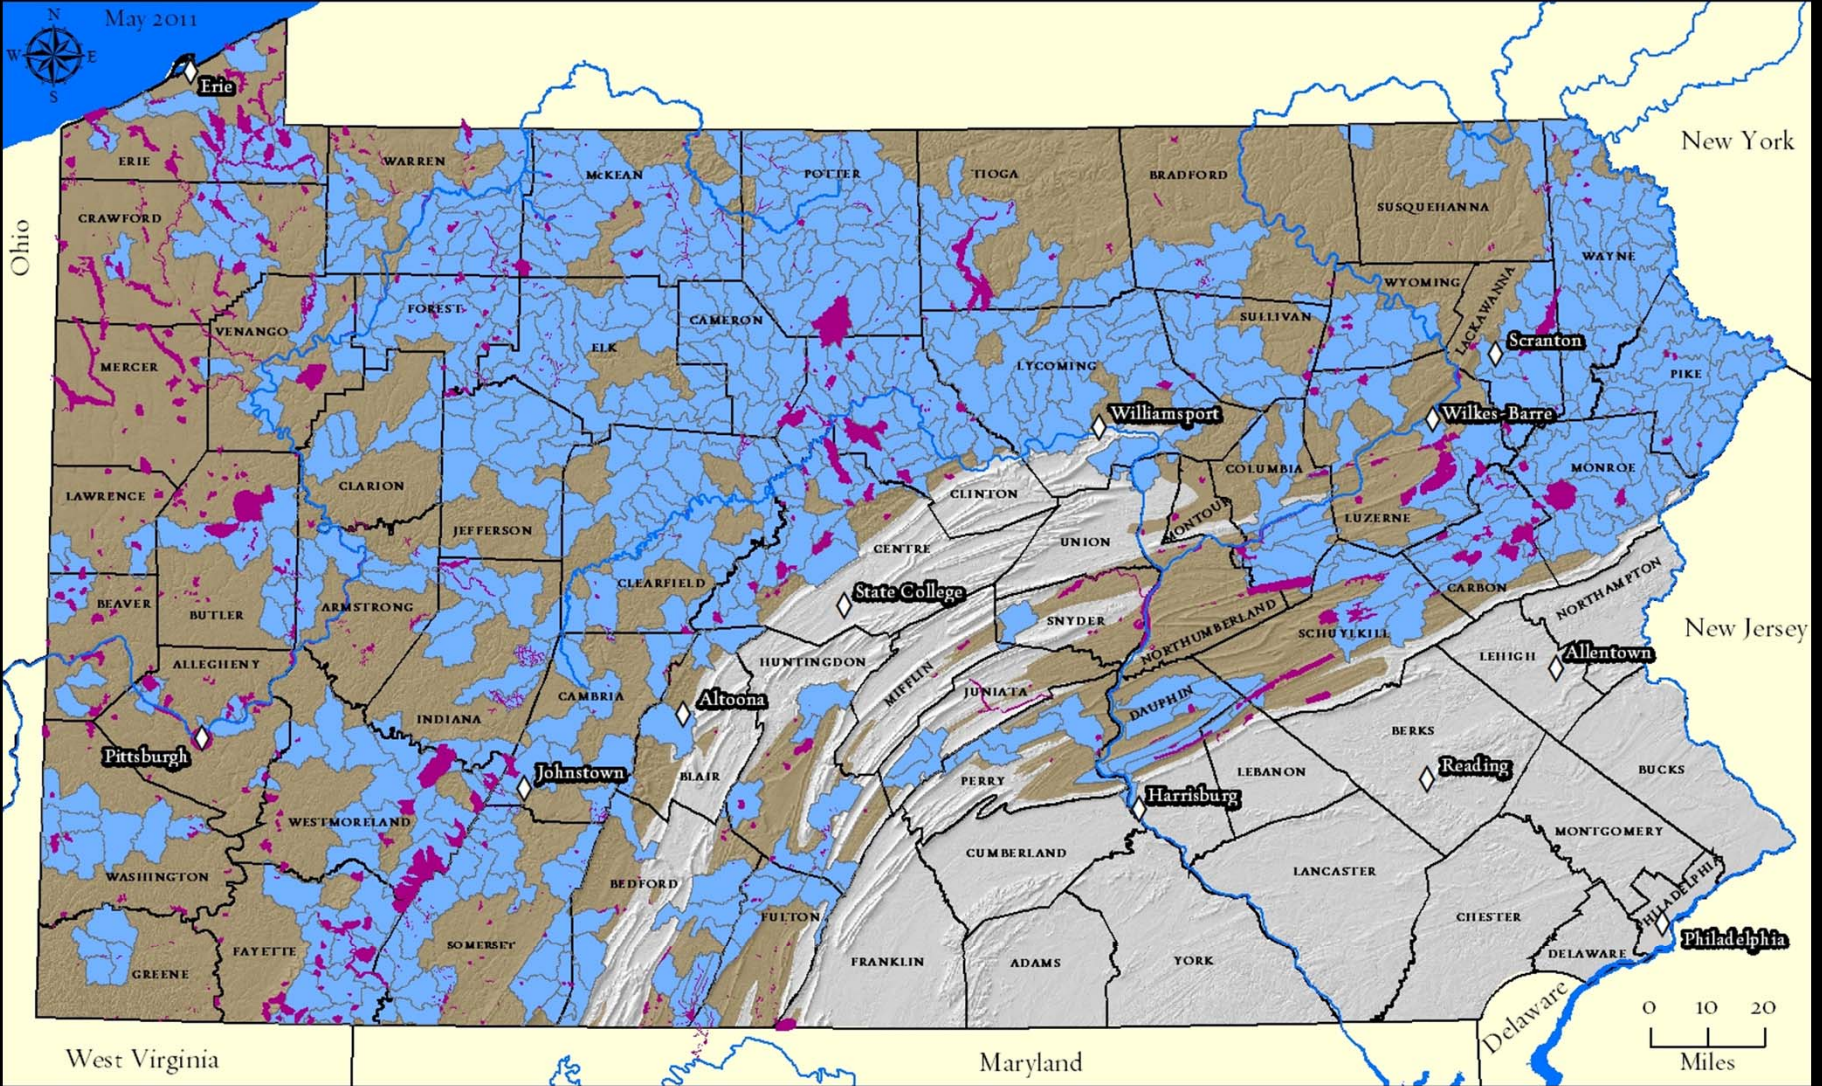 May 2011
N
W E
S
Erie
New York
ERIE
WARREN
McKEAN
POTTER
TIOGA
BRADFORD
SUSQUEHANNA
CRAWFORD
Ohio
WAYNE
WYOMING
LACKAWANNA
FOREST
VENANGO
CAMERON
SULLIVAN
Scranton
ELK
MERCER
LYCOMING
PIKE
Williamsport
Wilkes-Barre
COLUMBIA
MONROE
CLARION
LAWRENCE
CLINTON
JEFFERSON
MONTOUR
LUZERNE
CENTRE
UNION
CLEARFIELD
State College
CARBON
NORTHAMPTON
BEAVER
BUTLER
ARMSTRONG
SNYDER
NORTHUMBERLAND
SCHUYLKILL
New Jersey
ALLEGHENY
HUNTINGDON
MIFFLIN
LEHIGH
Allentown
CAMBRIA
Altoona
JUNIATA
DAUPHIN
INDIANA
BERKS
Pittsburgh
Johnstown
BLAIR
PERRY
LEBANON
Reading
BUCKS
Harrisburg
WESTMORELAND
MONTGOMERY
CUMBERLAND
WASHINGTON
BEDFORD
LANCASTER
PHILADELPHIA
FULTON
CHESTER
FAYETTE
SOMERSET
Philadelphia
GREENE
FRANKLIN
ADAMS
YORK
DELAWARE
Delaware
0 10 20
Miles
West Virginia
Maryland